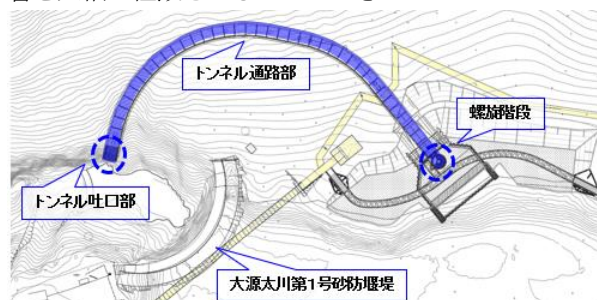 トンネル通路部
螺旋階段
トンネル吐口部
大源太川第1号砂防堰堤